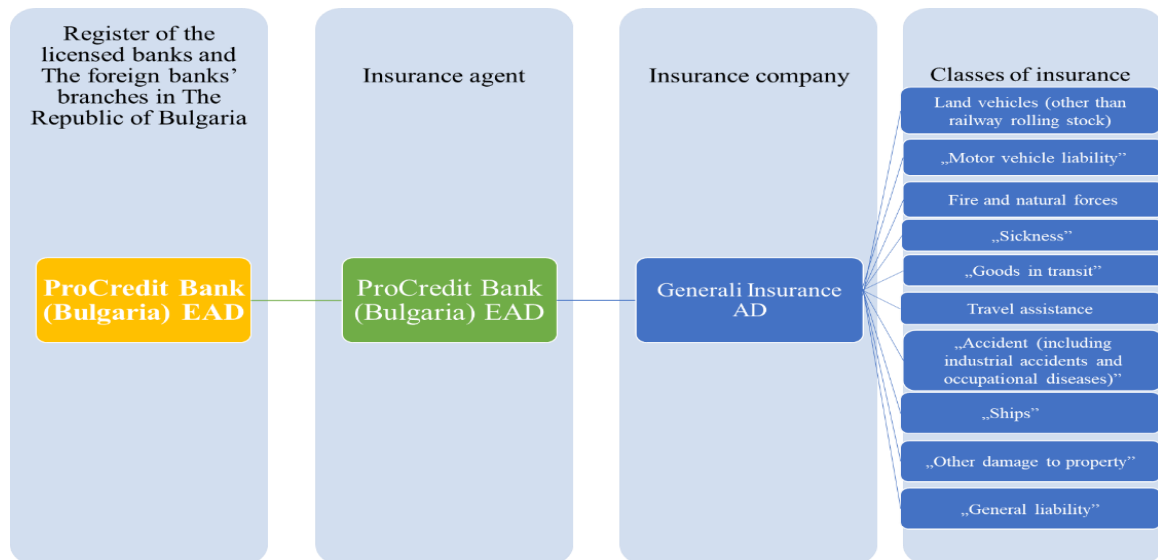 Register of the
licensed banks and
The foreign banks'
branches in The
Republic of Bulgaria
ProCredit Bank
(Bulgaria) EAD
Insurance agent
ProCredit Bank
(Bulgaria) EAD
Insurance company
Generali Insurance
AD
Classes of insurance
Land vehicles (other than
railway rolling stock)
„Motor vehicle liability”
Fire and natural forces
„Sickness”
„Goods in transit”
Travel assistance
„Accident (including
industrial accidents and
occupational diseases)”
„Ships”
„Other damage to property”
„General liability”